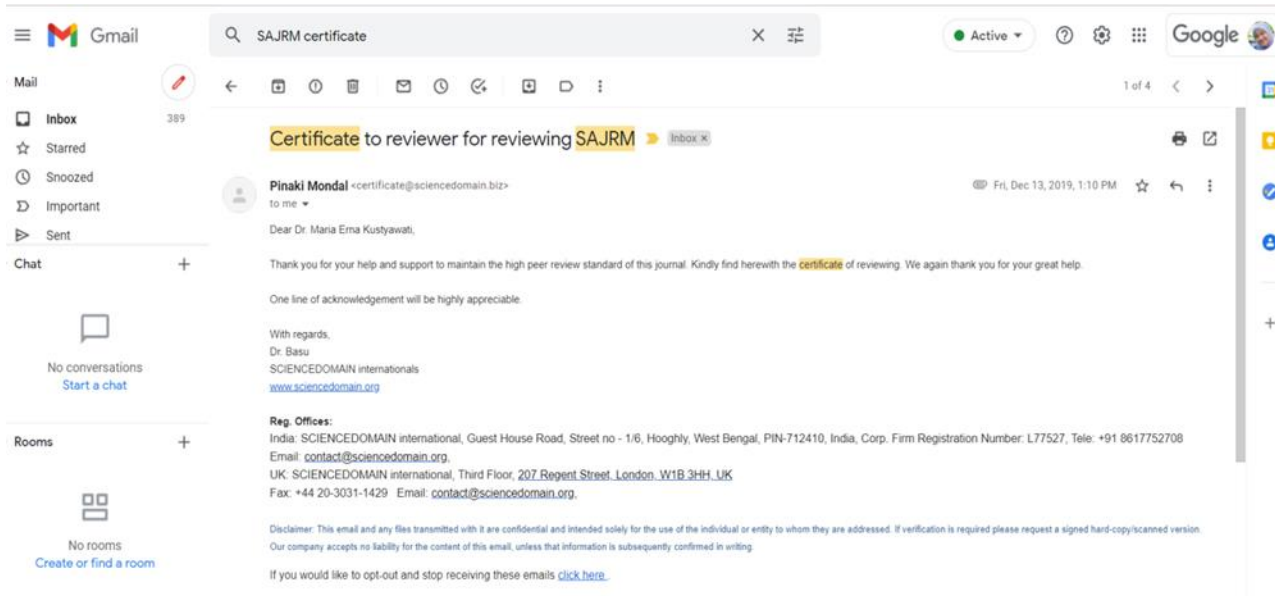 Gmail
SAJRM certificate
Active
Google
Mail
1 of 4
Inbox 389
Certificate to reviewer for reviewing SAJRM Inbox ×
Starred
Snoozed
Pinaki Mondal <certificate@sciencedomain.biz>
Fri, Dec 13, 2019, 1:10 PM
to me
Important
Sent
Dear Dr. Maria Erna Kustyawati,
Chat
Thank you for your help and support to maintain the high peer review standard of this journal. Kindly find herewith the certificate of reviewing. We again thank you for your great help.
One line of acknowledgement will be highly appreciable.
With regards,
Dr. Basu
SCIENCEDOMAIN internationals
www.sciencedomain.org
No conversations
Start a chat
Reg. Offices:
India: SCIENCEDOMAIN international, Guest House Road, Street no - 1/6, Hooghly, West Bengal, PIN-712410, India, Corp. Firm Registration Number: L77527, Tele: +91 8617752708
Email: contact@sciencedomain.org,
UK: SCIENCEDOMAIN international, Third Floor, 207 Regent Street, London, W1B 3HH, UK
Fax: +44 20-3031-1429 Email: contact@sciencedomain.org,
Rooms
No rooms
Create or find a room
Disclaimer: This email and any files transmitted with it are confidential and intended solely for the use of the individual or entity to whom they are addressed. If verification is required please request a signed hard-copy/scanned version.
Our company accepts no liability for the content of this email, unless that information is subsequently confirmed in writing.
If you would like to opt-out and stop receiving these emails click here .